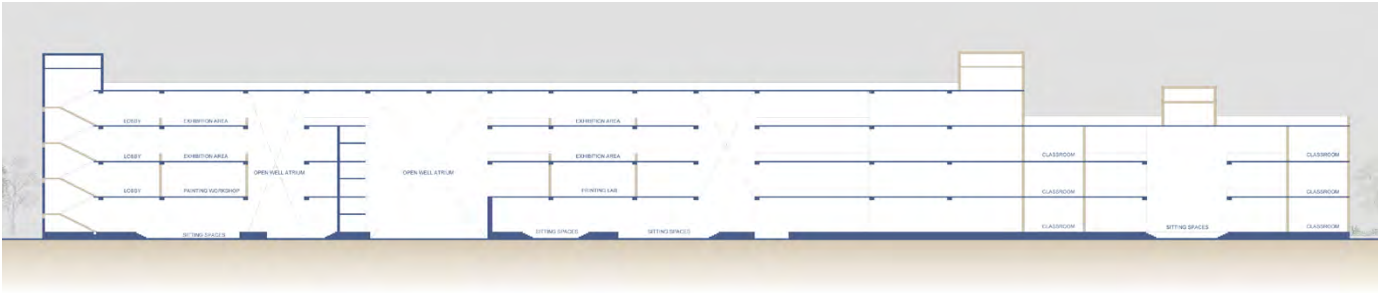 LOBBY EXHIBITION AREA EXHIBITION AREA
LOBBY EXHIBITION AREA EXHIBITION AREA CLASSROOM CLASSROOM
OPEN WELL ATRIUM OPEN WELL ATRIUM
LOBBY PAINTING WORKSHOP PRINTING LAB CLASSROOM CLASSROOM
SITTING SPACES SITTING SPACES SITTING SPACES CLASSROOM SITTING SPACES CLASSROOM